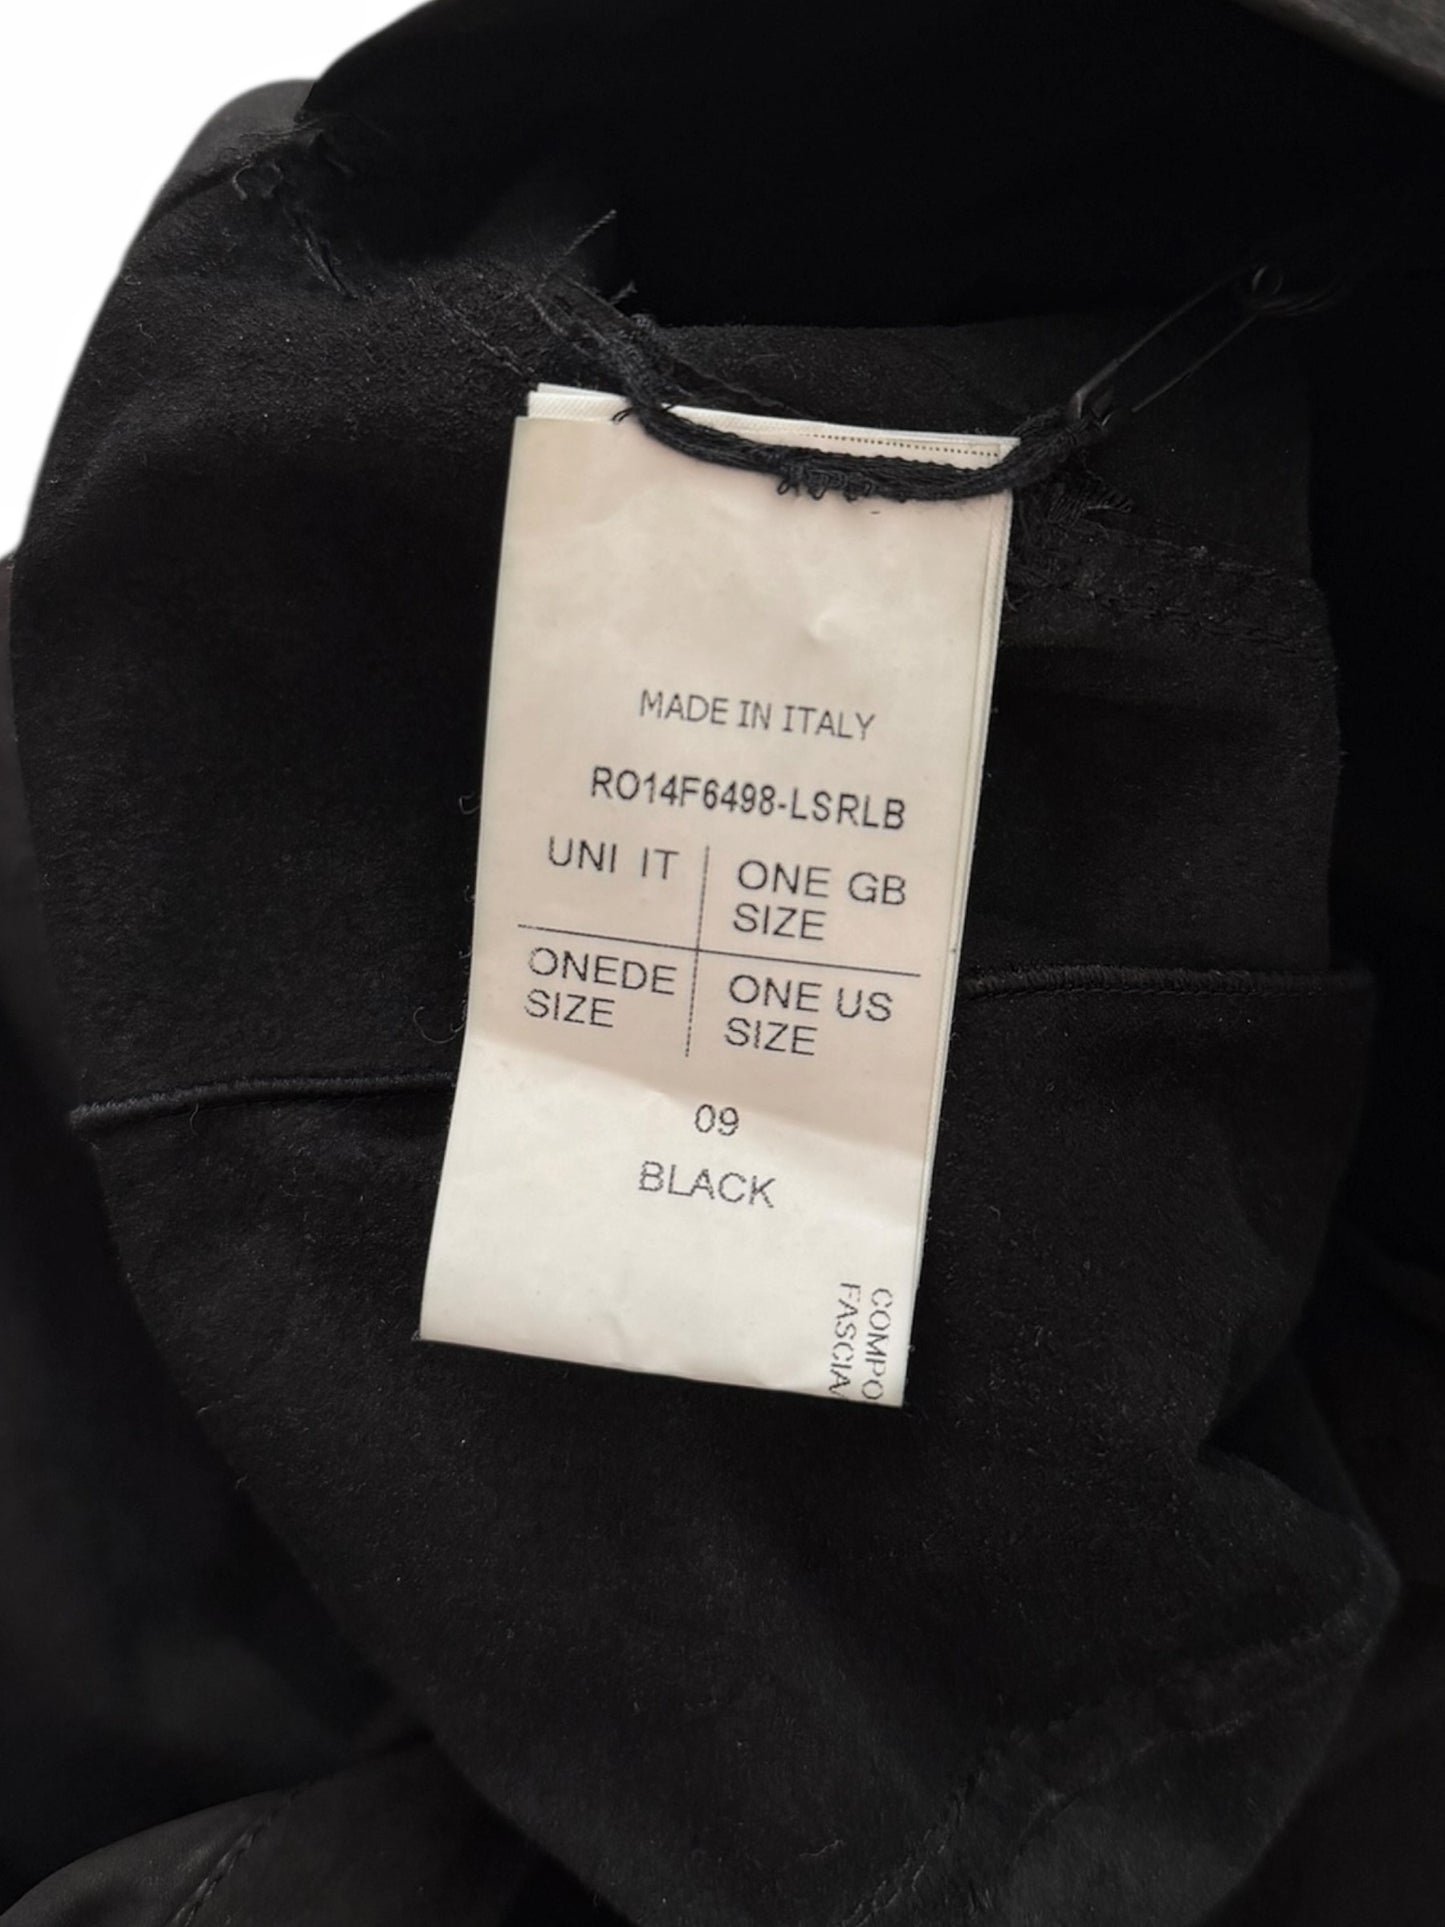 MADE IN ITALY
RO14F6498-LSRLB
UNI IT
ONE GB
SIZE
ONEDE
SIZE
ONE US
SIZE
09
BLACK
COMPO
FASCIA